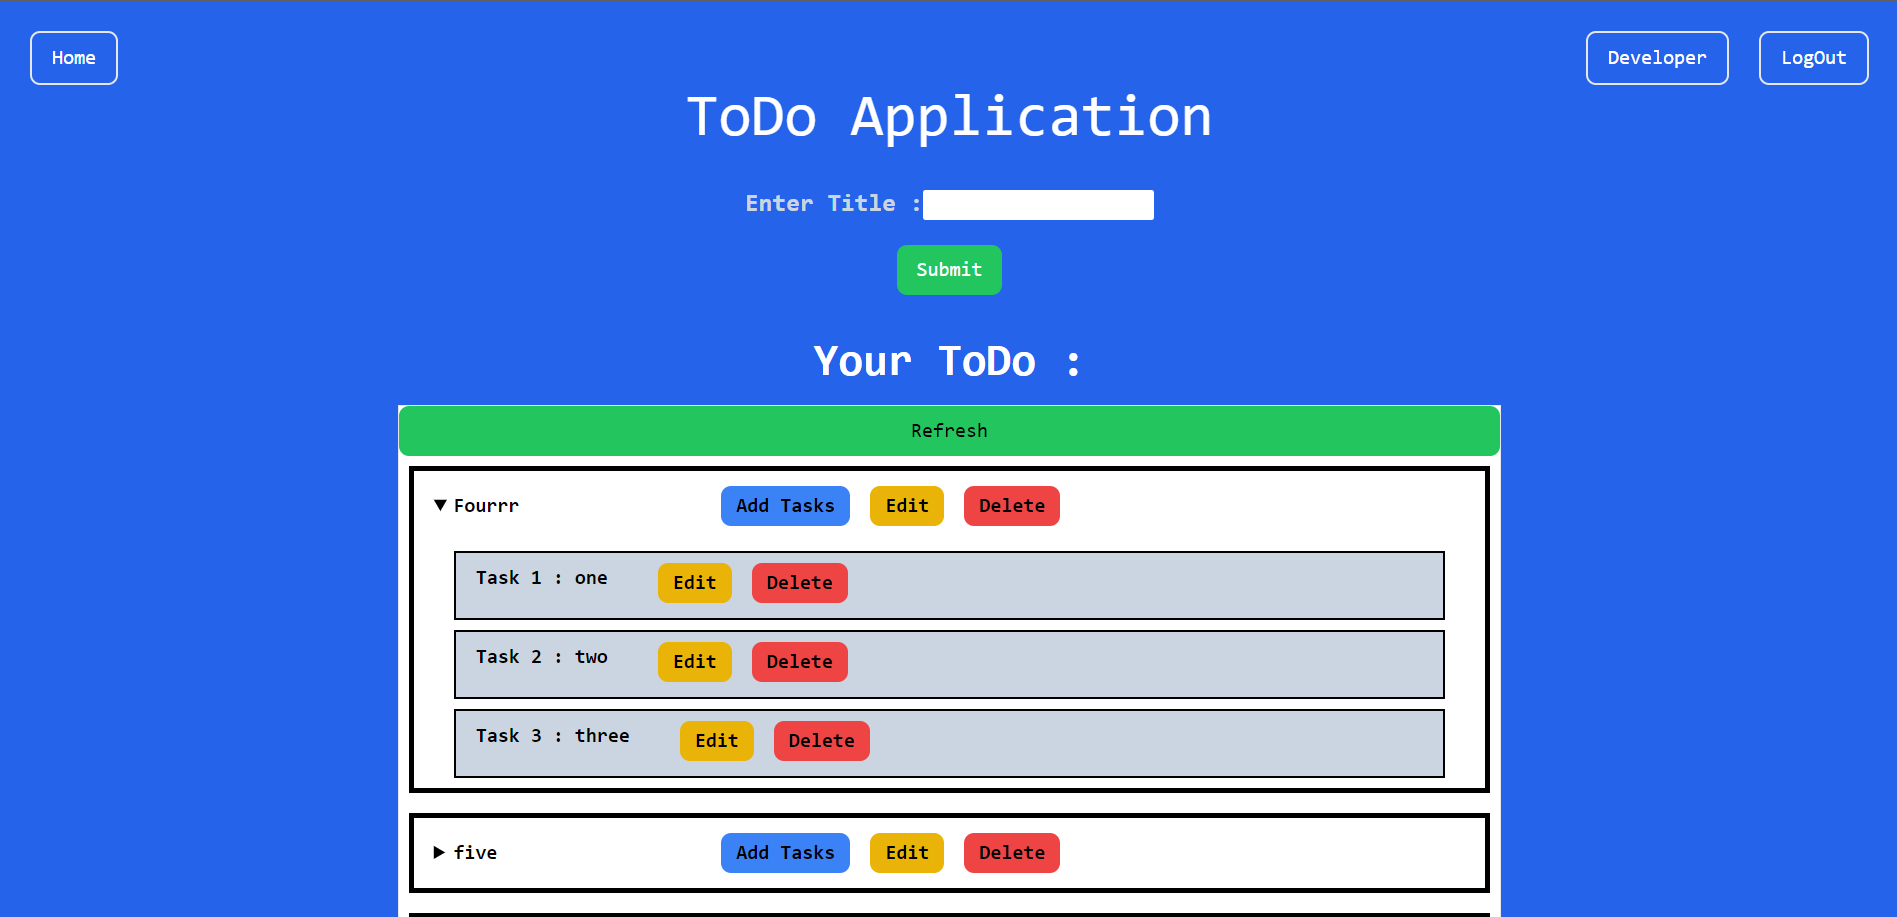 Home Developer LogOut
ToDo Application
Enter Title :
Submit
Your ToDo :
Refresh
Fourrr Add Tasks Edit Delete
Task 1 : one Edit Delete
Task 2 : two Edit Delete
Task 3 : three Edit Delete
five Add Tasks Edit Delete